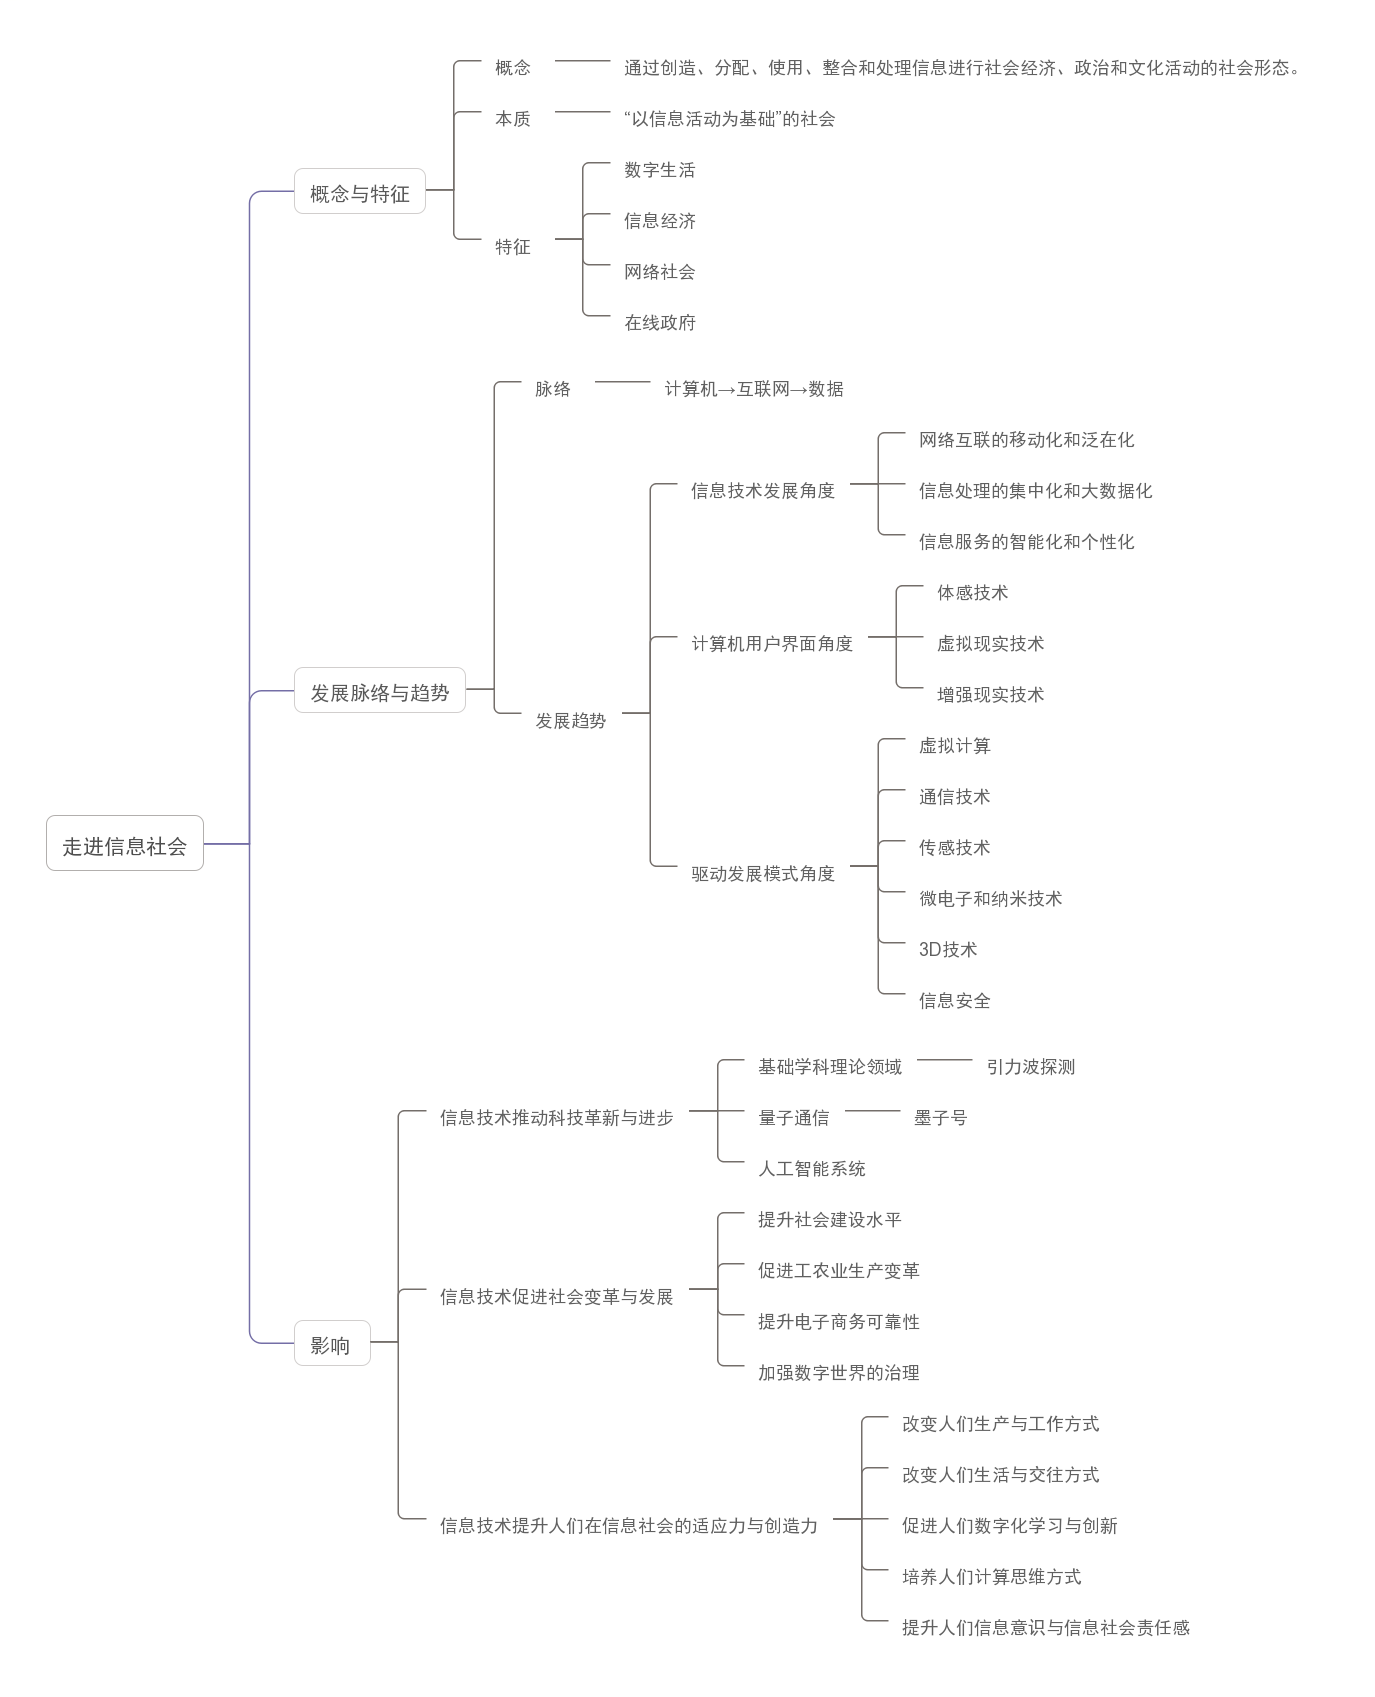 走进信息社会
概念与特征
概念
通过创造、分配、使用、整合和处理信息进行社会经济、政治和文化活动的社会形态。
本质
“以信息活动为基础”的社会
特征
数字生活
信息经济
网络社会
在线政府
发展脉络与趋势
脉络
计算机→互联网→数据
发展趋势
信息技术发展角度
网络互联的移动化和泛在化
信息处理的集中化和大数据化
信息服务的智能化和个性化
计算机用户界面角度
体感技术
虚拟现实技术
增强现实技术
驱动发展模式角度
虚拟计算
通信技术
传感技术
微电子和纳米技术
3D技术
信息安全
影响
信息技术推动科技革新与进步
基础学科理论领域
引力波探测
量子通信
墨子号
人工智能系统
信息技术促进社会变革与发展
提升社会建设水平
促进工农业生产变革
提升电子商务可靠性
加强数字世界的治理
信息技术提升人们在信息社会的适应力与创造力
改变人们生产与工作方式
改变人们生活与交往方式
促进人们数字化学习与创新
培养人们计算思维方式
提升人们信息意识与信息社会责任感